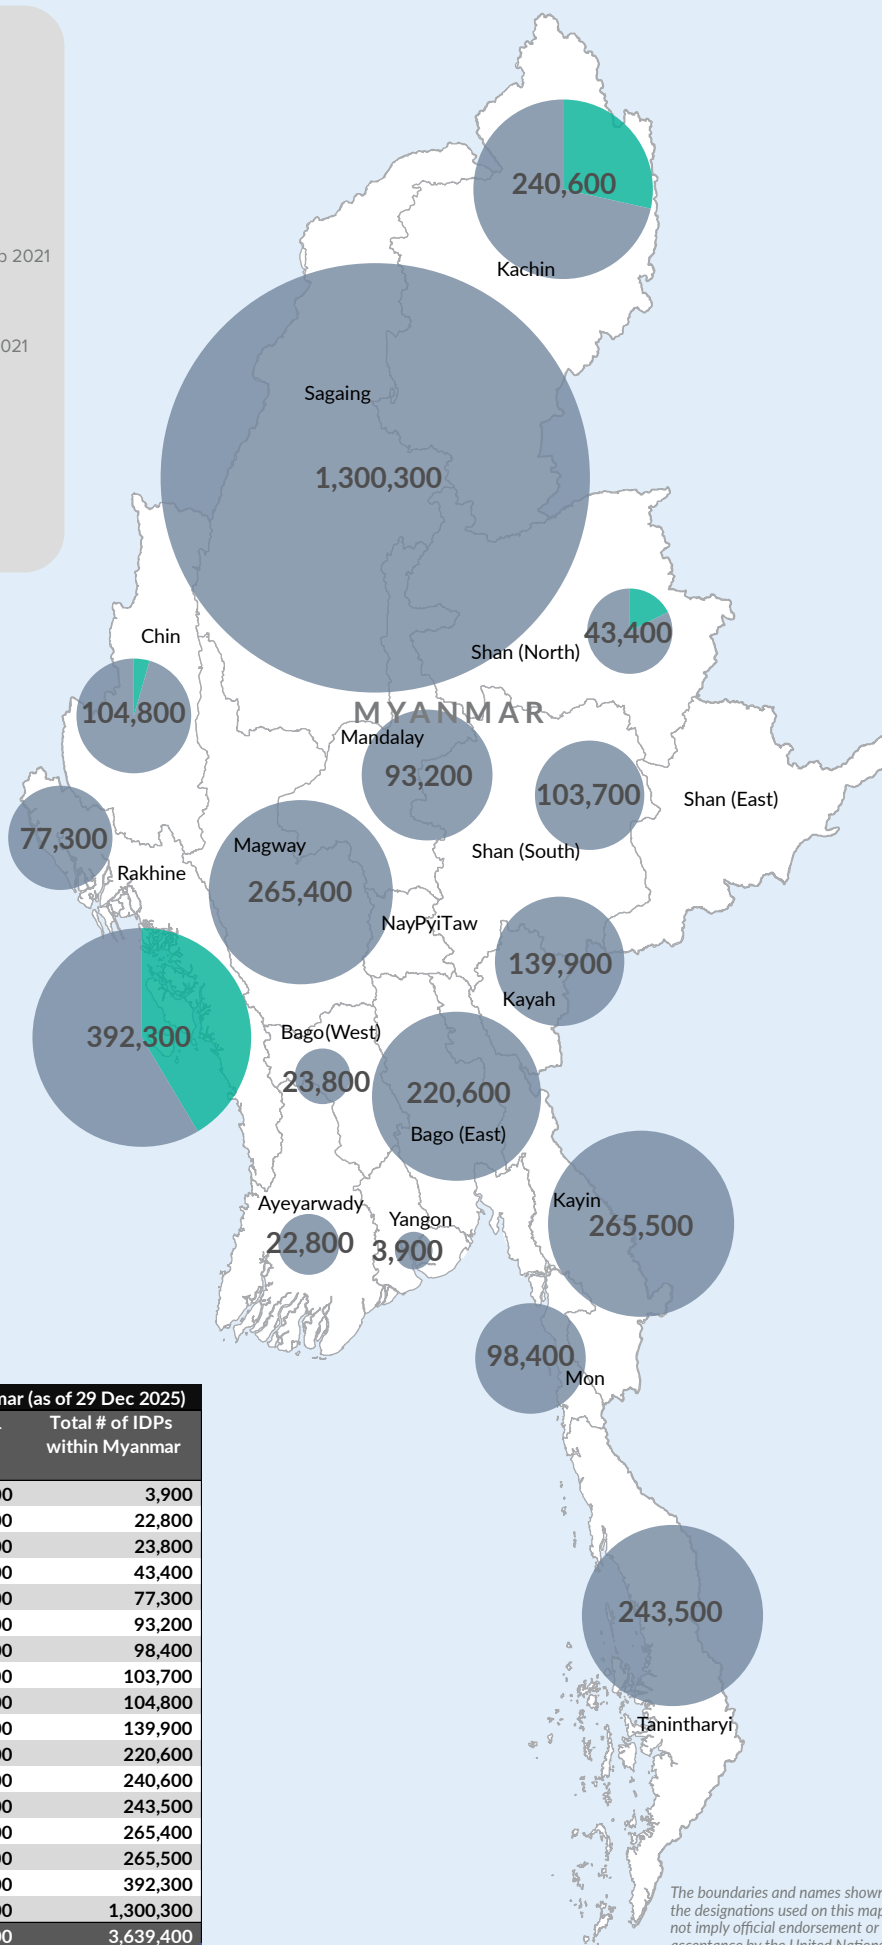 2021
021
240,600
Kachin
Sagaing
1,300,300
Chin
104,800
43,400
Shan (North)
MYANMAR
Mandalay
93,200
103,700
Shan (East)
77,300
Rakhine
Magway
265,400
Shan (South)
NayPyiTaw
139,900
Kayah
392,300
Bago(West)
23,800
220,600
Bago (East)
Ayeyarwady
22,800
Yangon
3,900
Kayin
265,500
98,400
Mon
243,500
Tanintharyi
(as of 29 Dec 2025)
Total # of IDPs
within Myanmar
3,900
22,800
23,800
43,400
77,300
93,200
98,400
103,700
104,800
139,900
220,600
240,600
243,500
265,400
265,500
392,300
1,300,300
3,639,400
The boundaries and names shown
the designations used on this map
not imply official endorsement or
acceptance by the United Nations